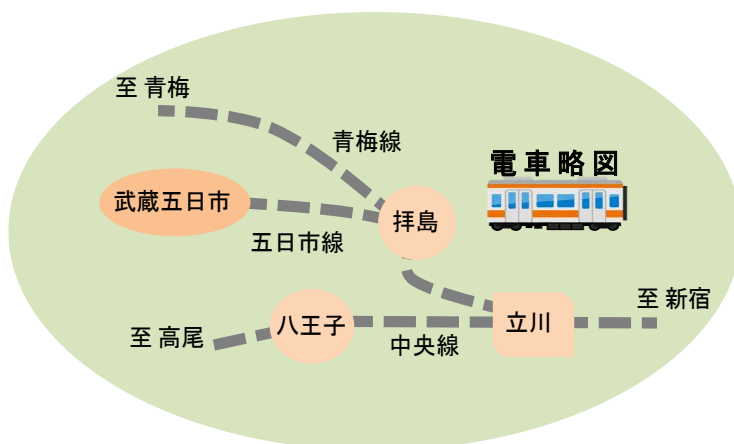 至 青梅
青梅線
電車略図
武蔵五日市
拝島
五日市線
至 新宿
八王子
立川
至 高尾
中央線